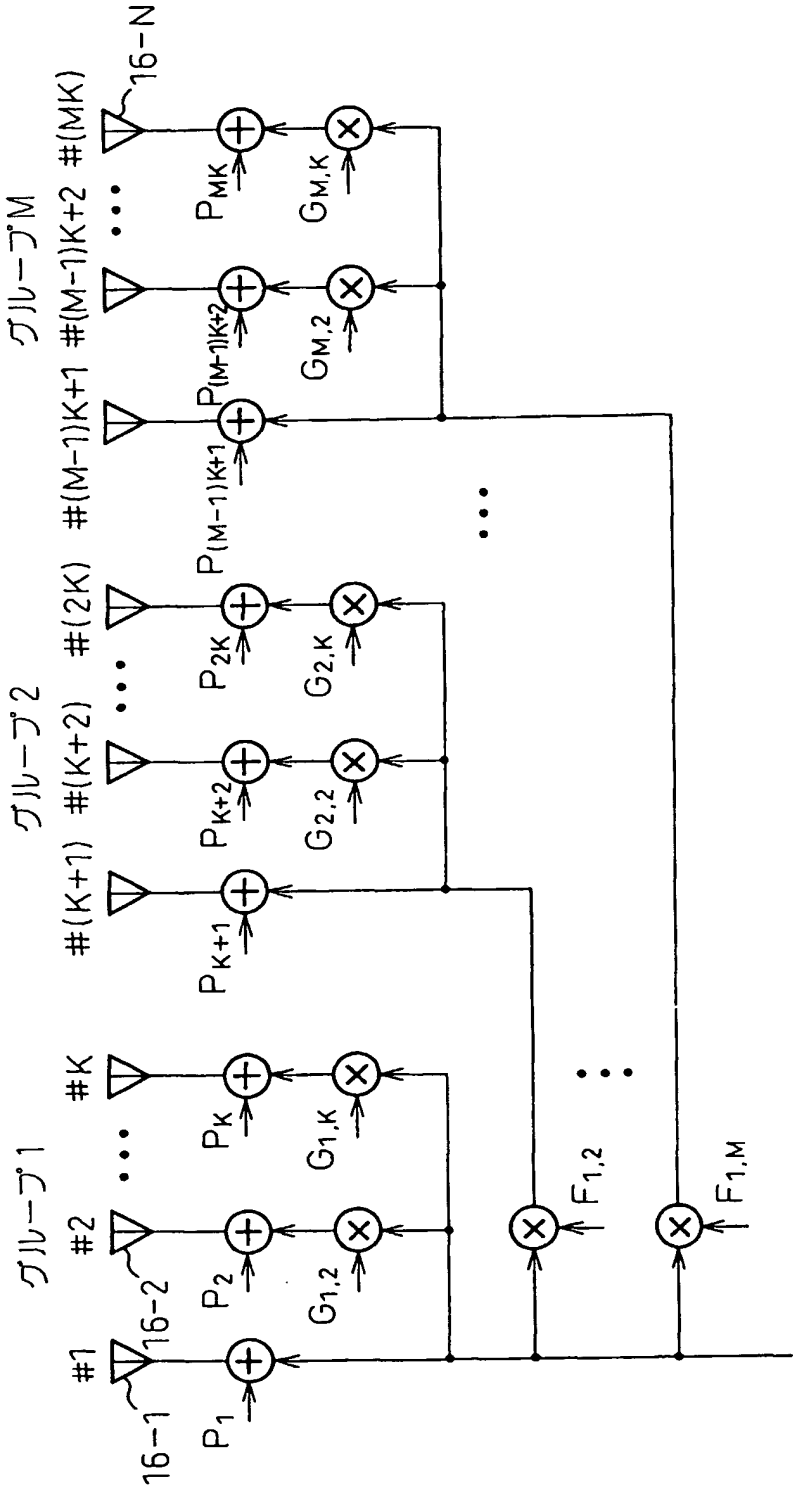 グループ1
グループ2
グループM
#1
#2
•••
#K
#(K+1)
#(K+2)
•••
#(2K)
#(M-1)K+1
#(M-1)K+2
•••
#(MK)
16-1
16-2
16-N
P1
P2
PK
PK+1
PK+2
P2K
P(M-1)K+1
P(M-1)K+2
PMK
G1,2
G1,K
G2,2
G2,K
GM,2
GM,K
•••
F1,2
•••
F1,M